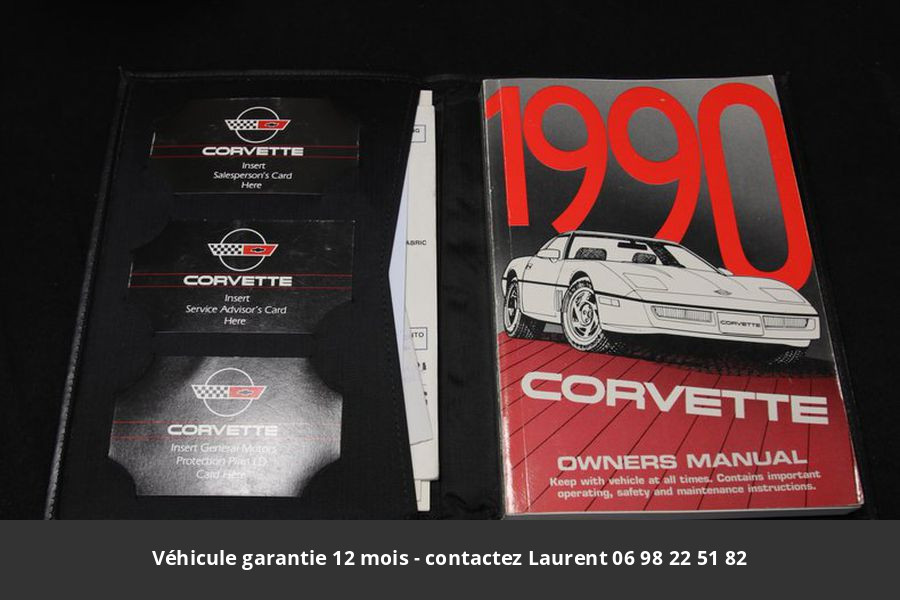 CORVETTE
Insert
Salesperson's Card
Here
CORVETTE
Insert
Service Advisor's Card
Here
CORVETTE
Insert General Motors
Protection Plan I.D.
Card Here
ABRIC
1990
CORVETTE
CORVETTE
OWNERS MANUAL
Keep with vehicle at all times. Contains important
operating, safety and maintenance instructions.
Véhicule garantie 12 mois - contactez Laurent 06 98 22 51 82